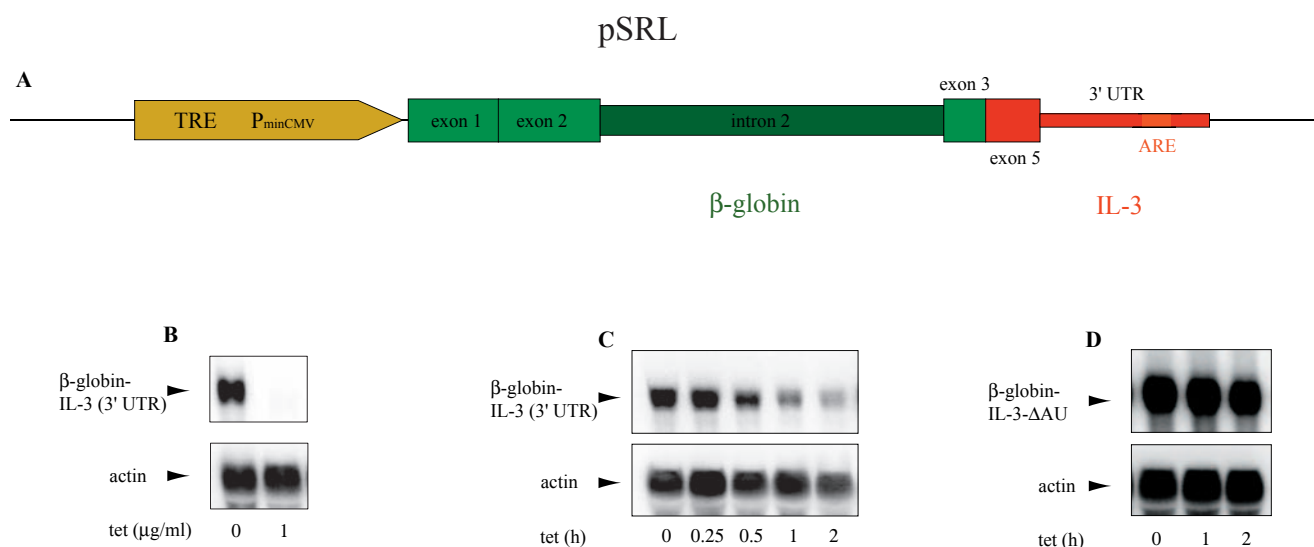 pSRL
A
TRE PminCMV
exon 1
exon 2
intron 2
exon 3
exon 5
3' UTR
ARE
β-globin
IL-3
B
β-globin-
IL-3 (3' UTR)
actin
tet (μg/ml) 0 1
C
β-globin-
IL-3 (3' UTR)
actin
tet (h) 0 0.25 0.5 1 2
D
β-globin-
IL-3-ΔAU
actin
tet (h) 0 1 2